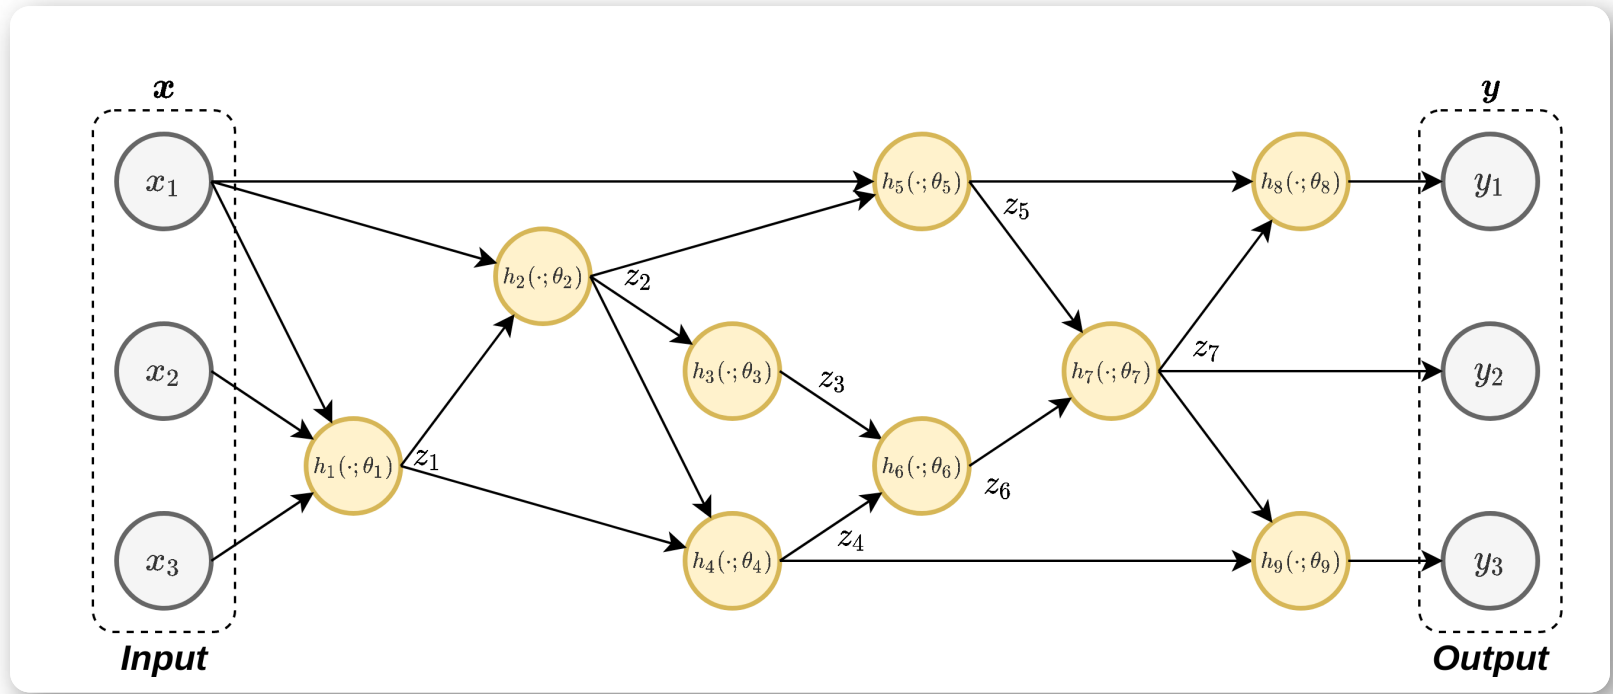 x
y
x₁
h₅(·; θ₅)
h₈(·; θ₈)
y₁
z₅
h₂(·; θ₂)
z₂
z₇
x₂
h₃(·; θ₃)
z₃
h₇(·; θ₇)
y₂
h₁(·; θ₁)
z₁
h₆(·; θ₆)
z₆
z₄
x₃
h₄(·; θ₄)
h₉(·; θ₉)
y₃
Input
Output